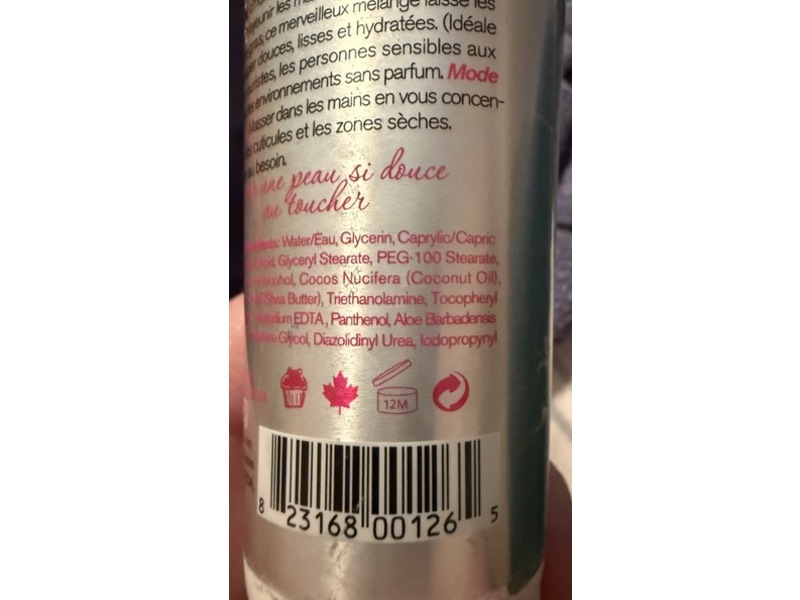 ce merveilleux mélange laisse les
douces, lisses et hydratées. (Idéale
les personnes sensibles aux
environnements sans parfum. Mode
Masser dans les mains en vous concen-
cuticules et les zones sèches.
besoin.
une peau si douce
au toucher
Water/Eau, Glycerin, Caprylic/Capric
Glyceryl Stearate, PEG-100 Stearate,
Cocos Nucifera (Coconut Oil),
(Shea Butter), Triethanolamine, Tocopheryl
EDTA, Panthenol, Aloe Barbadensis
Glycol, Diazolidinyl Urea, Iodopropynyl
12M
8 23168 00126 5